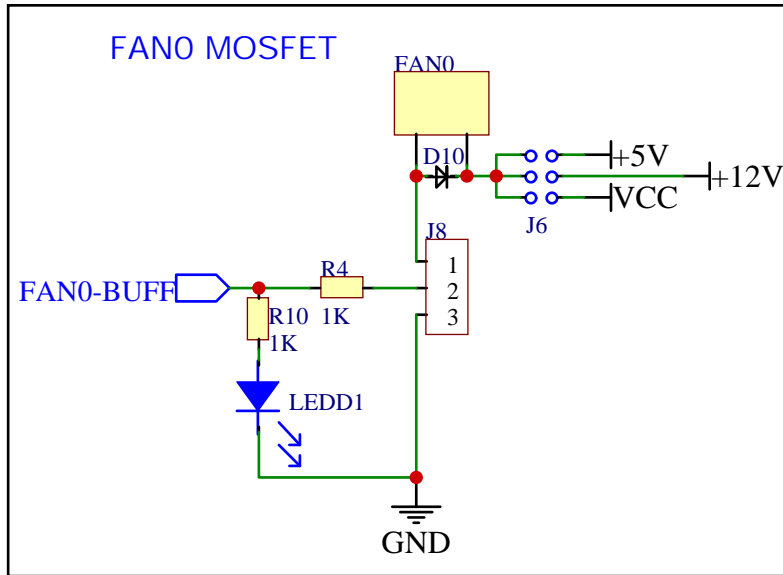 FAN0 MOSFET
FAN0
D10
+5V
+12V
VCC
J6
J8
1
2
3
FAN0-BUFF
R4
1K
R10
1K
LEDD1
GND